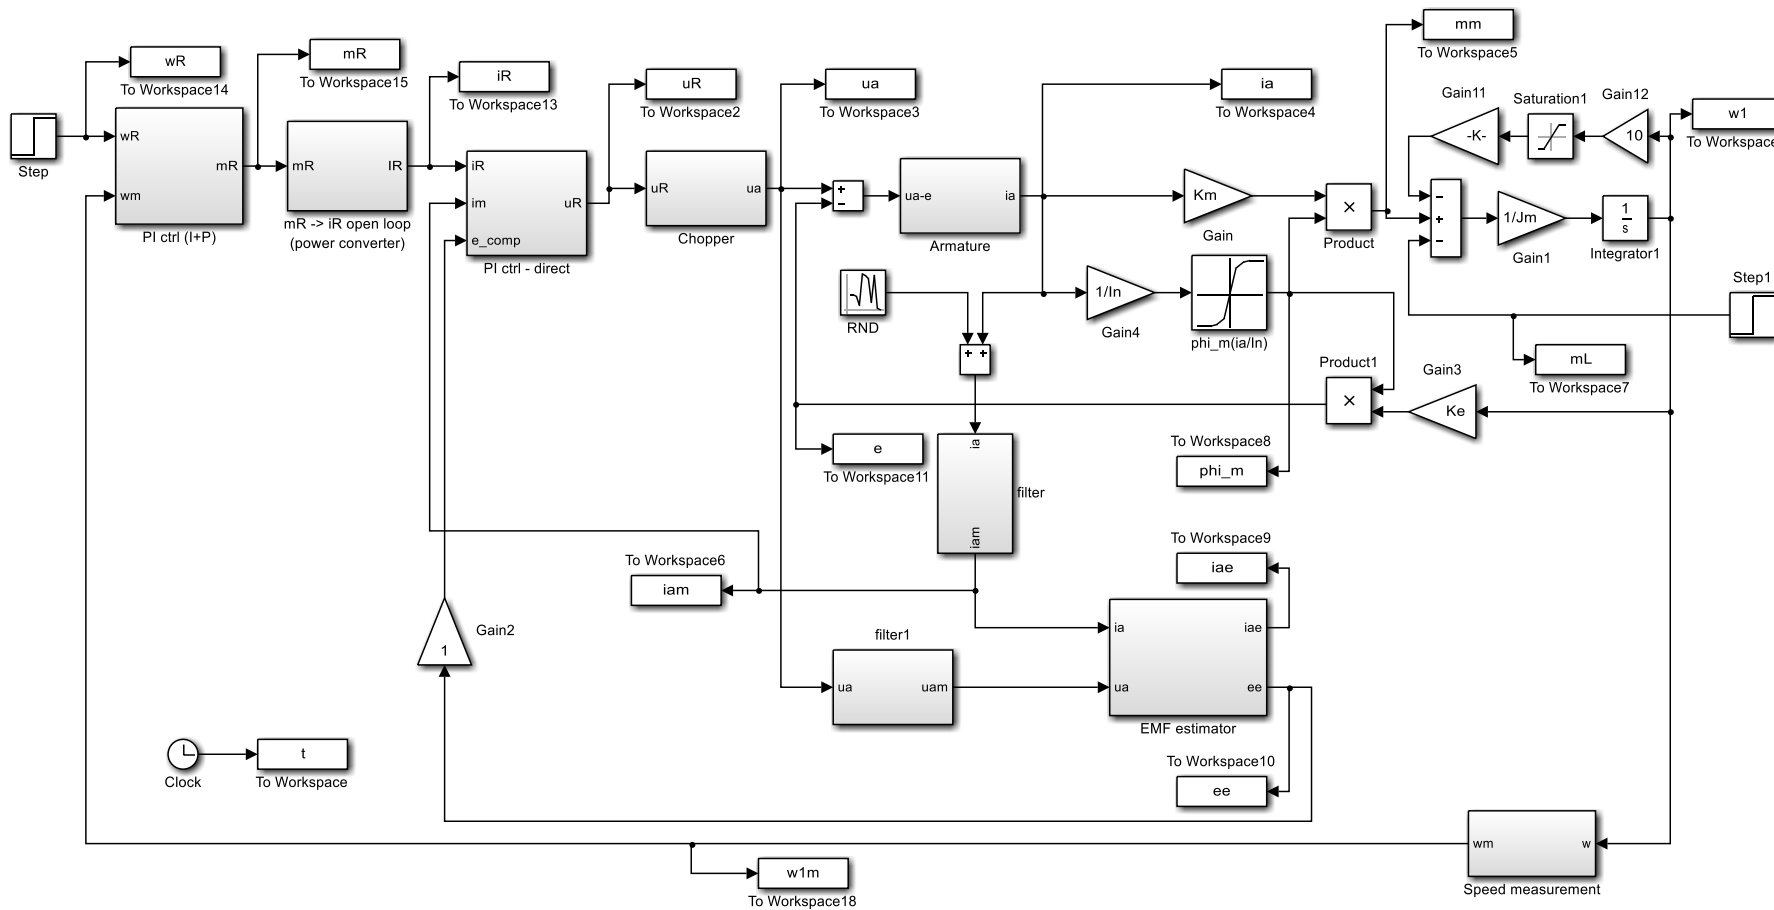 mm
To Workspace5
wR
To Workspace14
mR
To Workspace15
iR
To Workspace13
uR
To Workspace2
ua
To Workspace3
ia
To Workspace4
Gain11
-K-
Saturation1
Gain12
10
w1
To Workspace
Step
wR
wm
mR
PI ctrl (I+P)
mR
IR
mR -> iR open loop
(power converter)
iR
im
e_comp
uR
PI ctrl - direct
uR
ua
Chopper
+
−
ua-e
ia
Armature
Km
Gain
×
Product
−
+
−
1/Jm
Gain1
1
s
Integrator1
RND
+ +
1/In
Gain4
phi_m(ia/In)
Step1
mL
To Workspace7
Product1
×
Gain3
Ke
e
To Workspace11
ia
iam
filter
To Workspace8
phi_m
To Workspace6
iam
To Workspace9
iae
1
Gain2
filter1
ua
uam
ia
ua
iae
ee
EMF estimator
Clock
t
To Workspace
To Workspace10
ee
wm
w
Speed measurement
w1m
To Workspace18